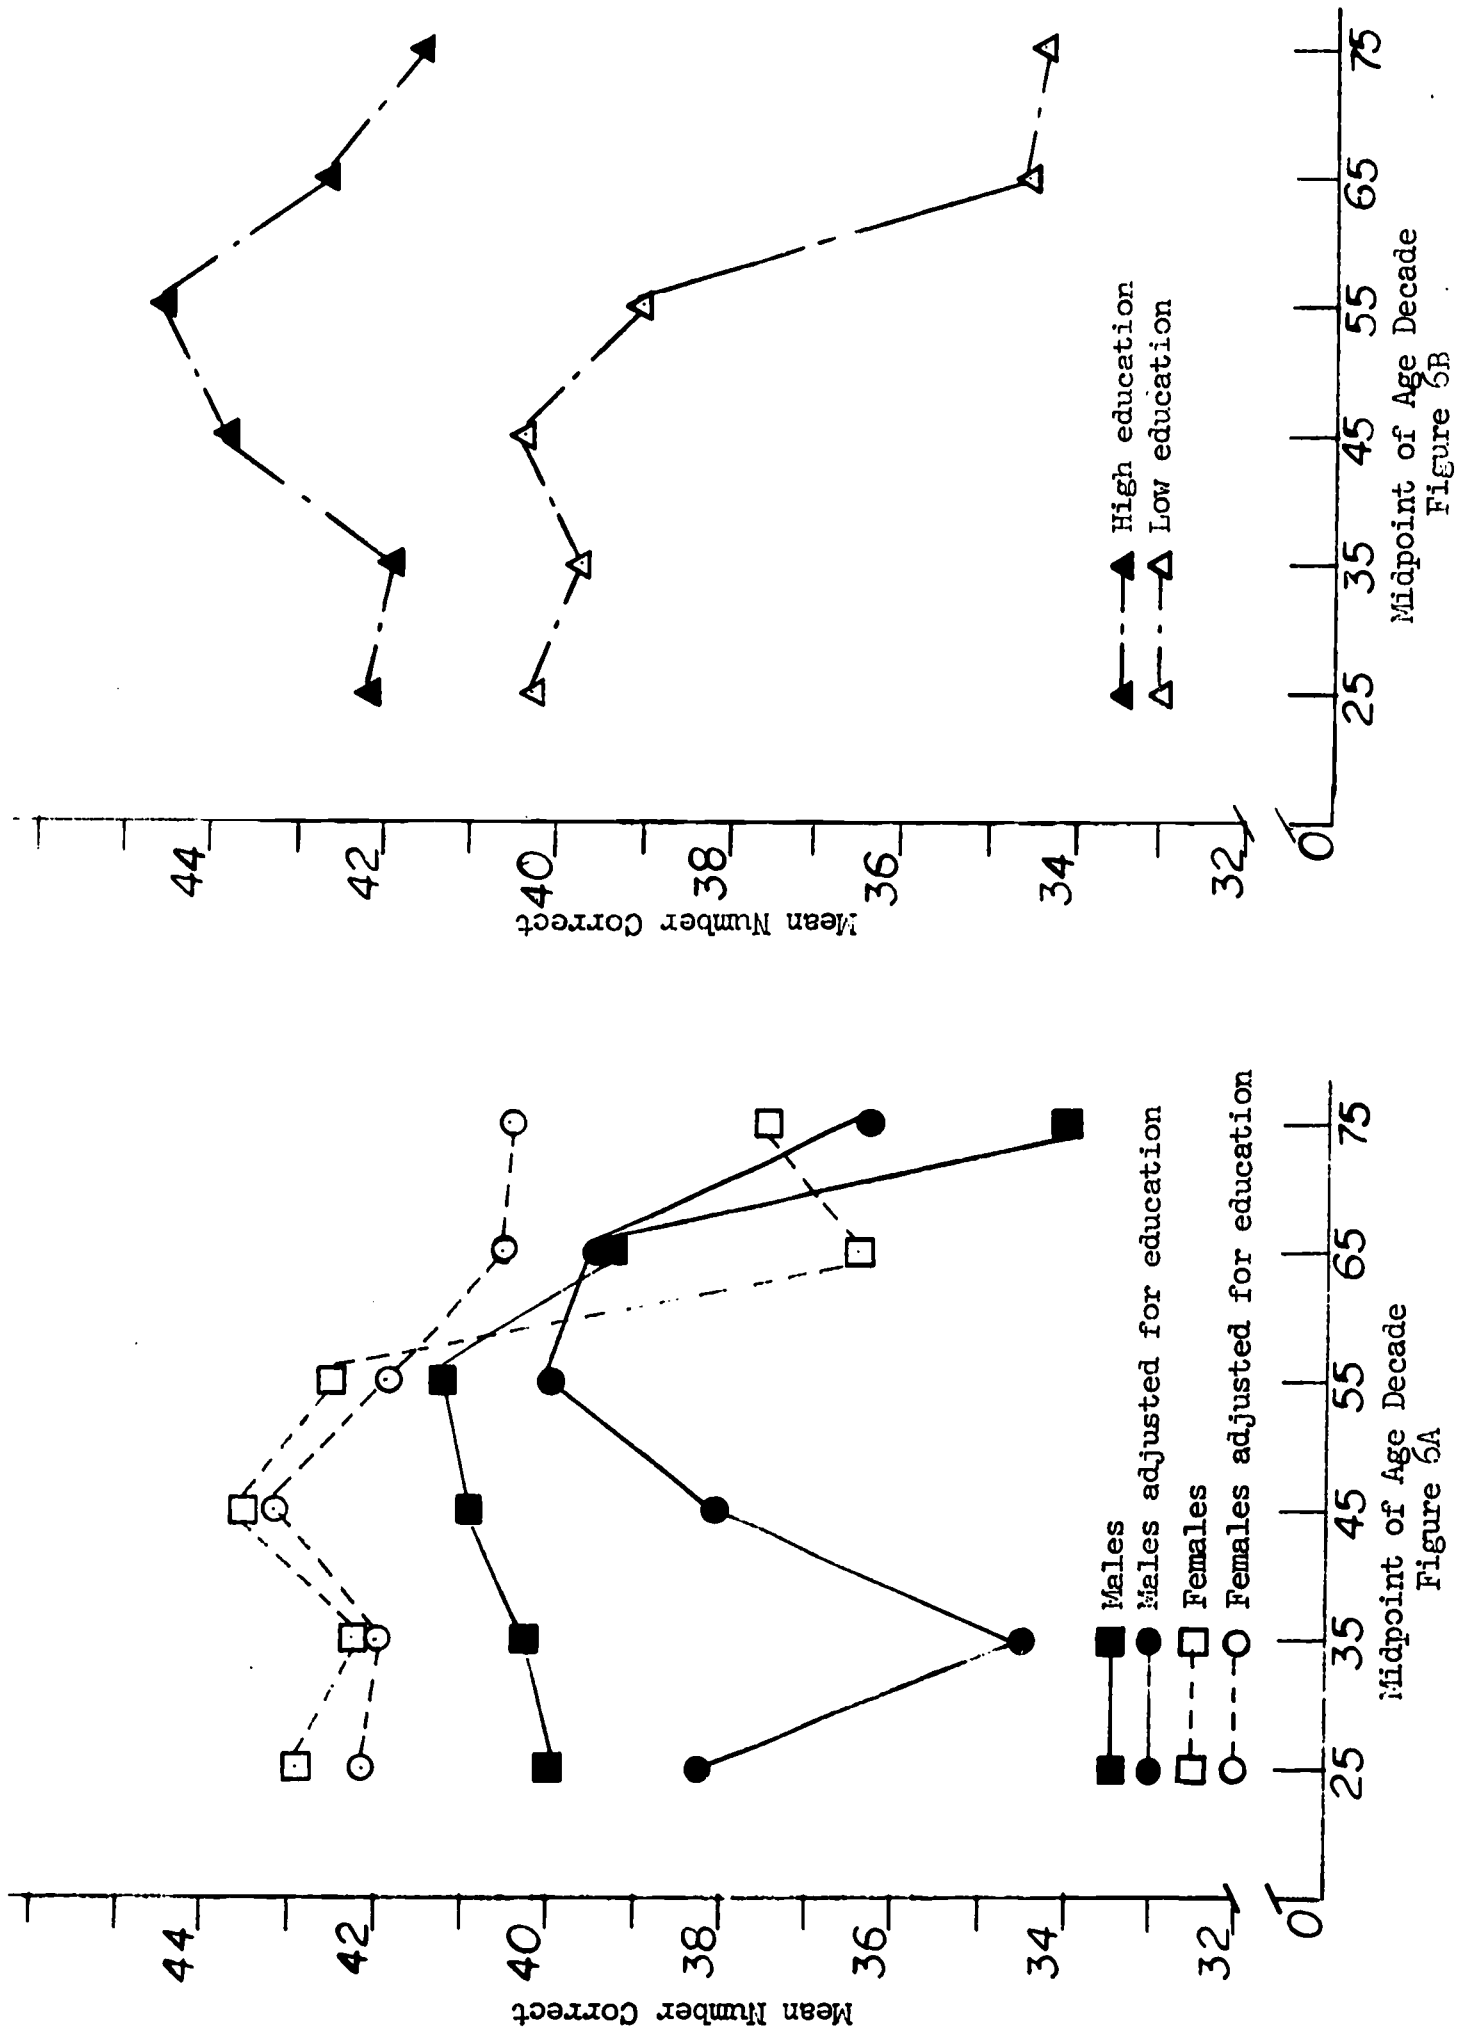 Mean Number Correct
44
42
40
38
36
34
32
0
25 35 45 55 65 75
Males
Males adjusted for education
Females
Females adjusted for education
Midpoint of Age Decade
Figure 6A
Mean Number Correct
44
42
40
38
36
34
32
0
25 35 45 55 65 75
High education
Low education
Midpoint of Age Decade
Figure 6B